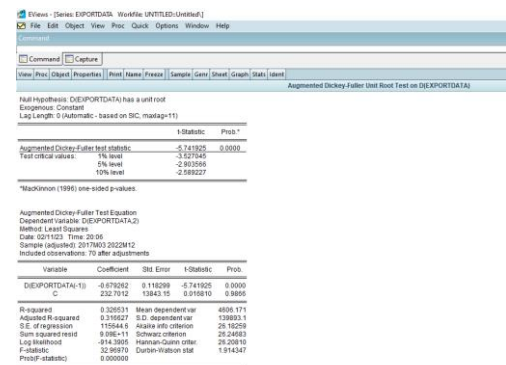 EViews - [Series: EXPORTDATA Workfile: UNTITLED::Untitled\]
File Edit Object View Proc Quick Options Window Help
Command
Command Capture
View Proc Object Properties Print Name Freeze Sample Genr Sheet Graph Stats Ident
Augmented Dickey-Fuller Unit Root Test on D(EXPORTDATA)
Null Hypothesis: D(EXPORTDATA) has a unit root
Exogenous: Constant
Lag Length: 0 (Automatic - based on SIC, maxlag=11)
t-Statistic Prob.*
Augmented Dickey-Fuller test statistic -5.741925 0.0000
Test critical values: 1% level -3.527045
5% level -2.903566
10% level -2.589227
*MacKinnon (1996) one-sided p-values.
Augmented Dickey-Fuller Test Equation
Dependent Variable: D(EXPORTDATA,2)
Method: Least Squares
Date: 02/11/23 Time: 20:06
Sample (adjusted): 2017M03 2022M12
Included observations: 70 after adjustments
Variable Coefficient Std. Error t-Statistic Prob.
D(EXPORTDATA(-1)) -0.679262 0.118299 -5.741925 0.0000
C 232.7012 13843.15 0.016810 0.9866
R-squared 0.326531 Mean dependent var 4606.171
Adjusted R-squared 0.316627 S.D. dependent var 139893.1
S.E. of regression 115644.6 Akaike info criterion 26.18259
Sum squared resid 9.09E+11 Schwarz criterion 26.24683
Log likelihood -914.3905 Hannan-Quinn criter. 26.20810
F-statistic 32.96970 Durbin-Watson stat 1.914347
Prob(F-statistic) 0.000000